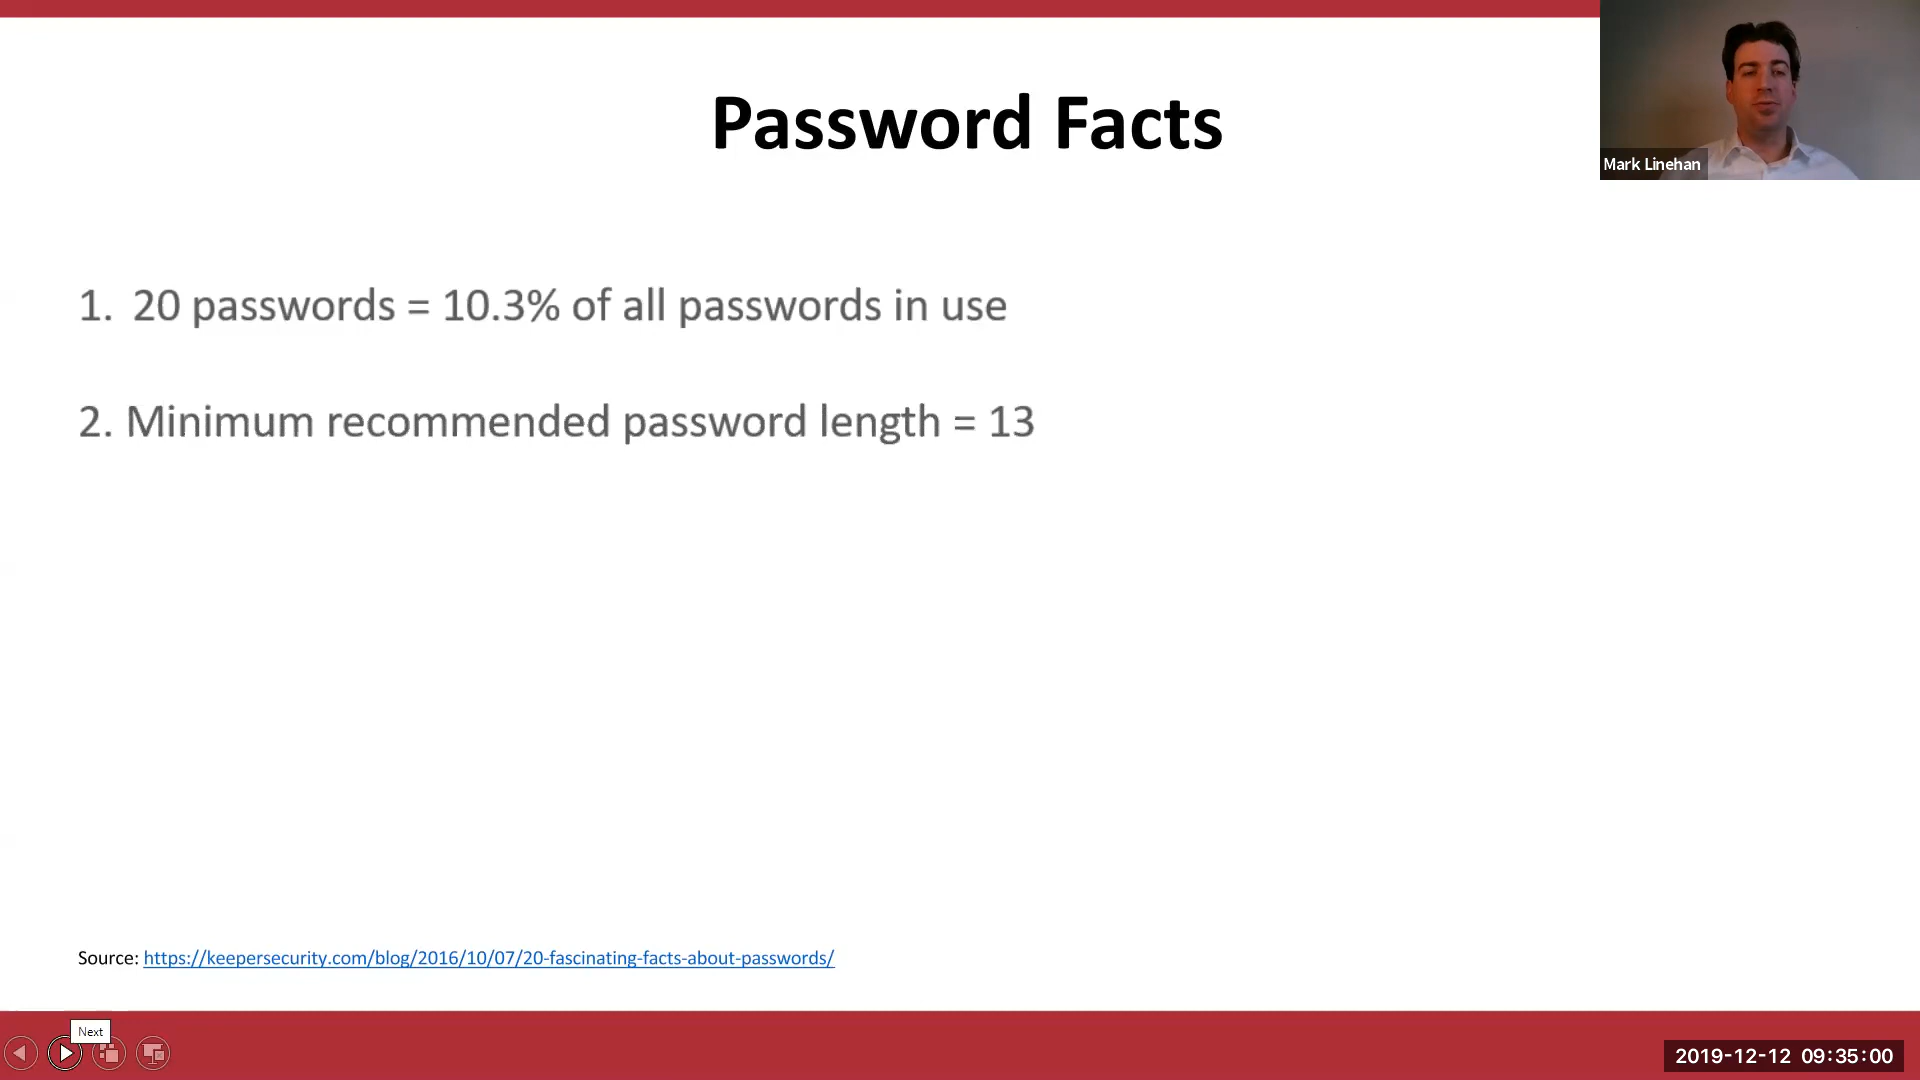 Password Facts
Mark Linehan
1. 20 passwords = 10.3% of all passwords in use
2. Minimum recommended password length = 13
Source: https://keepersecurity.com/blog/2016/10/07/20-fascinating-facts-about-passwords/
Next
2019-12-12 09:35:00